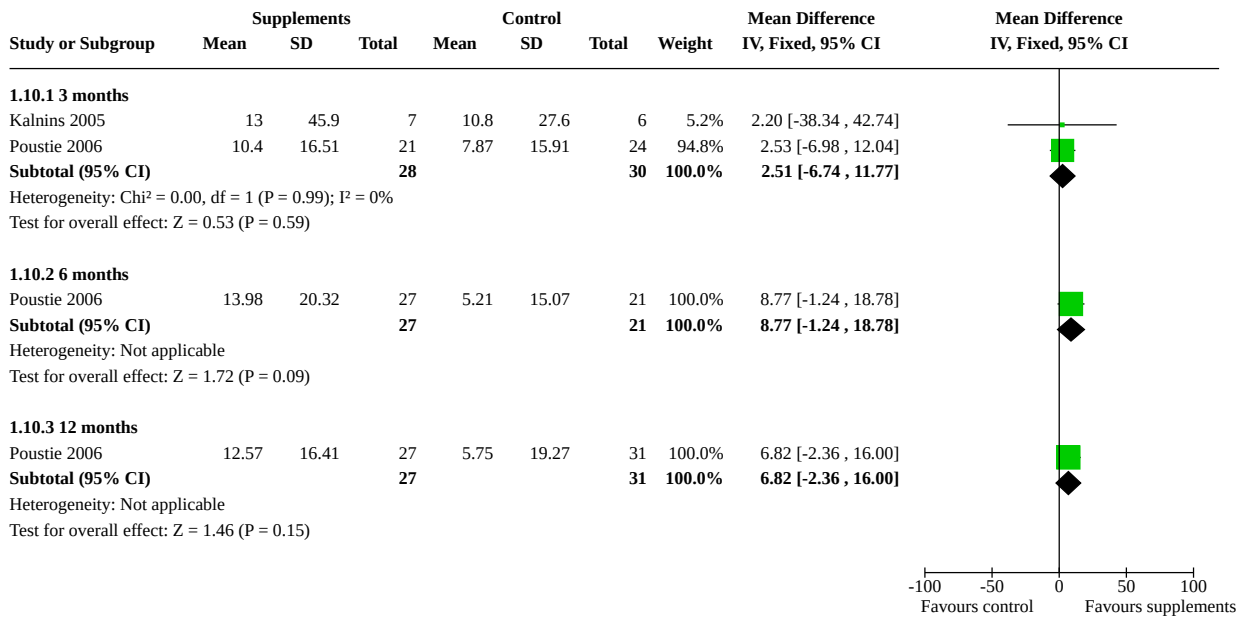 Supplements Control Mean Difference Mean Difference
Study or Subgroup Mean SD Total Mean SD Total Weight IV, Fixed, 95% CI IV, Fixed, 95% CI
1.10.1 3 months
Kalnins 2005 13 45.9 7 10.8 27.6 6 5.2% 2.20 [-38.34 , 42.74]
Poustie 2006 10.4 16.51 21 7.87 15.91 24 94.8% 2.53 [-6.98 , 12.04]
Subtotal (95% CI) 28 30 100.0% 2.51 [-6.74 , 11.77]
Heterogeneity: Chi² = 0.00, df = 1 (P = 0.99); I² = 0%
Test for overall effect: Z = 0.53 (P = 0.59)
1.10.2 6 months
Poustie 2006 13.98 20.32 27 5.21 15.07 21 100.0% 8.77 [-1.24 , 18.78]
Subtotal (95% CI) 27 21 100.0% 8.77 [-1.24 , 18.78]
Heterogeneity: Not applicable
Test for overall effect: Z = 1.72 (P = 0.09)
1.10.3 12 months
Poustie 2006 12.57 16.41 27 5.75 19.27 31 100.0% 6.82 [-2.36 , 16.00]
Subtotal (95% CI) 27 31 100.0% 6.82 [-2.36 , 16.00]
Heterogeneity: Not applicable
Test for overall effect: Z = 1.46 (P = 0.15)
-100 -50 0 50 100
Favours control Favours supplements